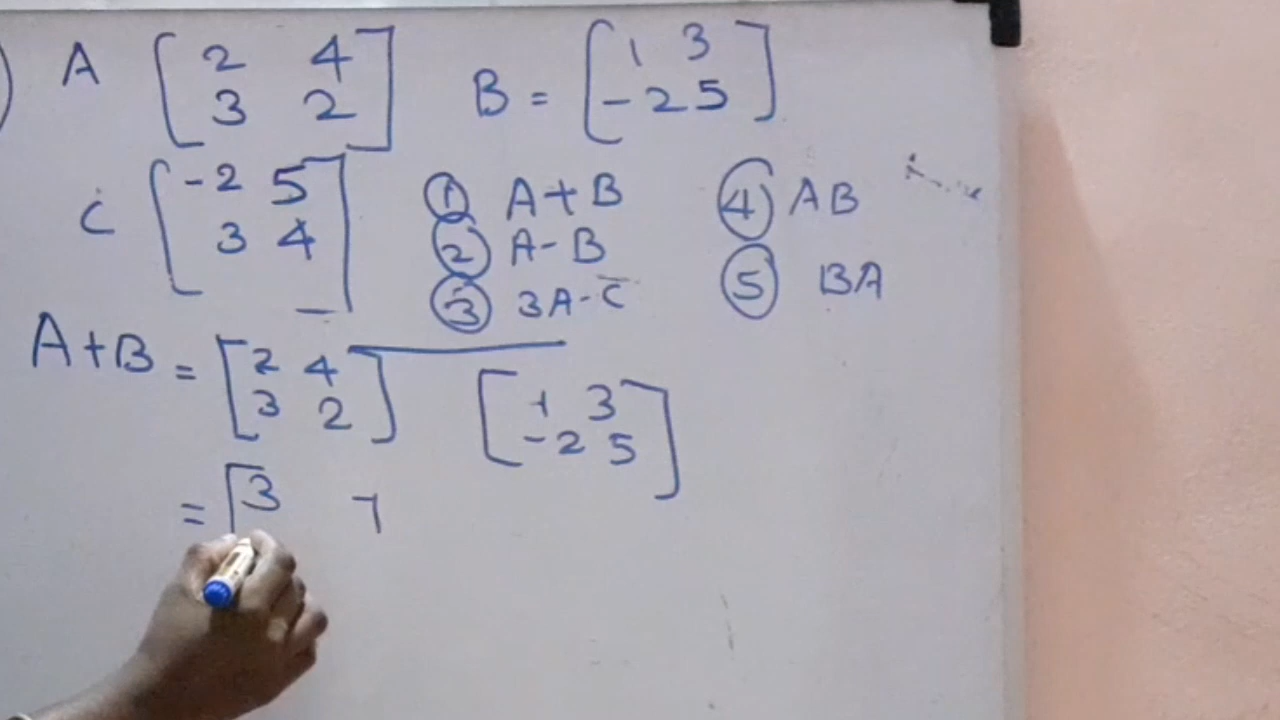 A [ 2 4 B = [ 1 3
3 2 ] -2 5 ]
C [ -2 5 ① A+B ④ AB
3 4 ] ② A-B ⑤ BA
③ 3A-C
A+B = [ 2 4 [ 1 3
3 2 ] -2 5 ]
= [ 3 7